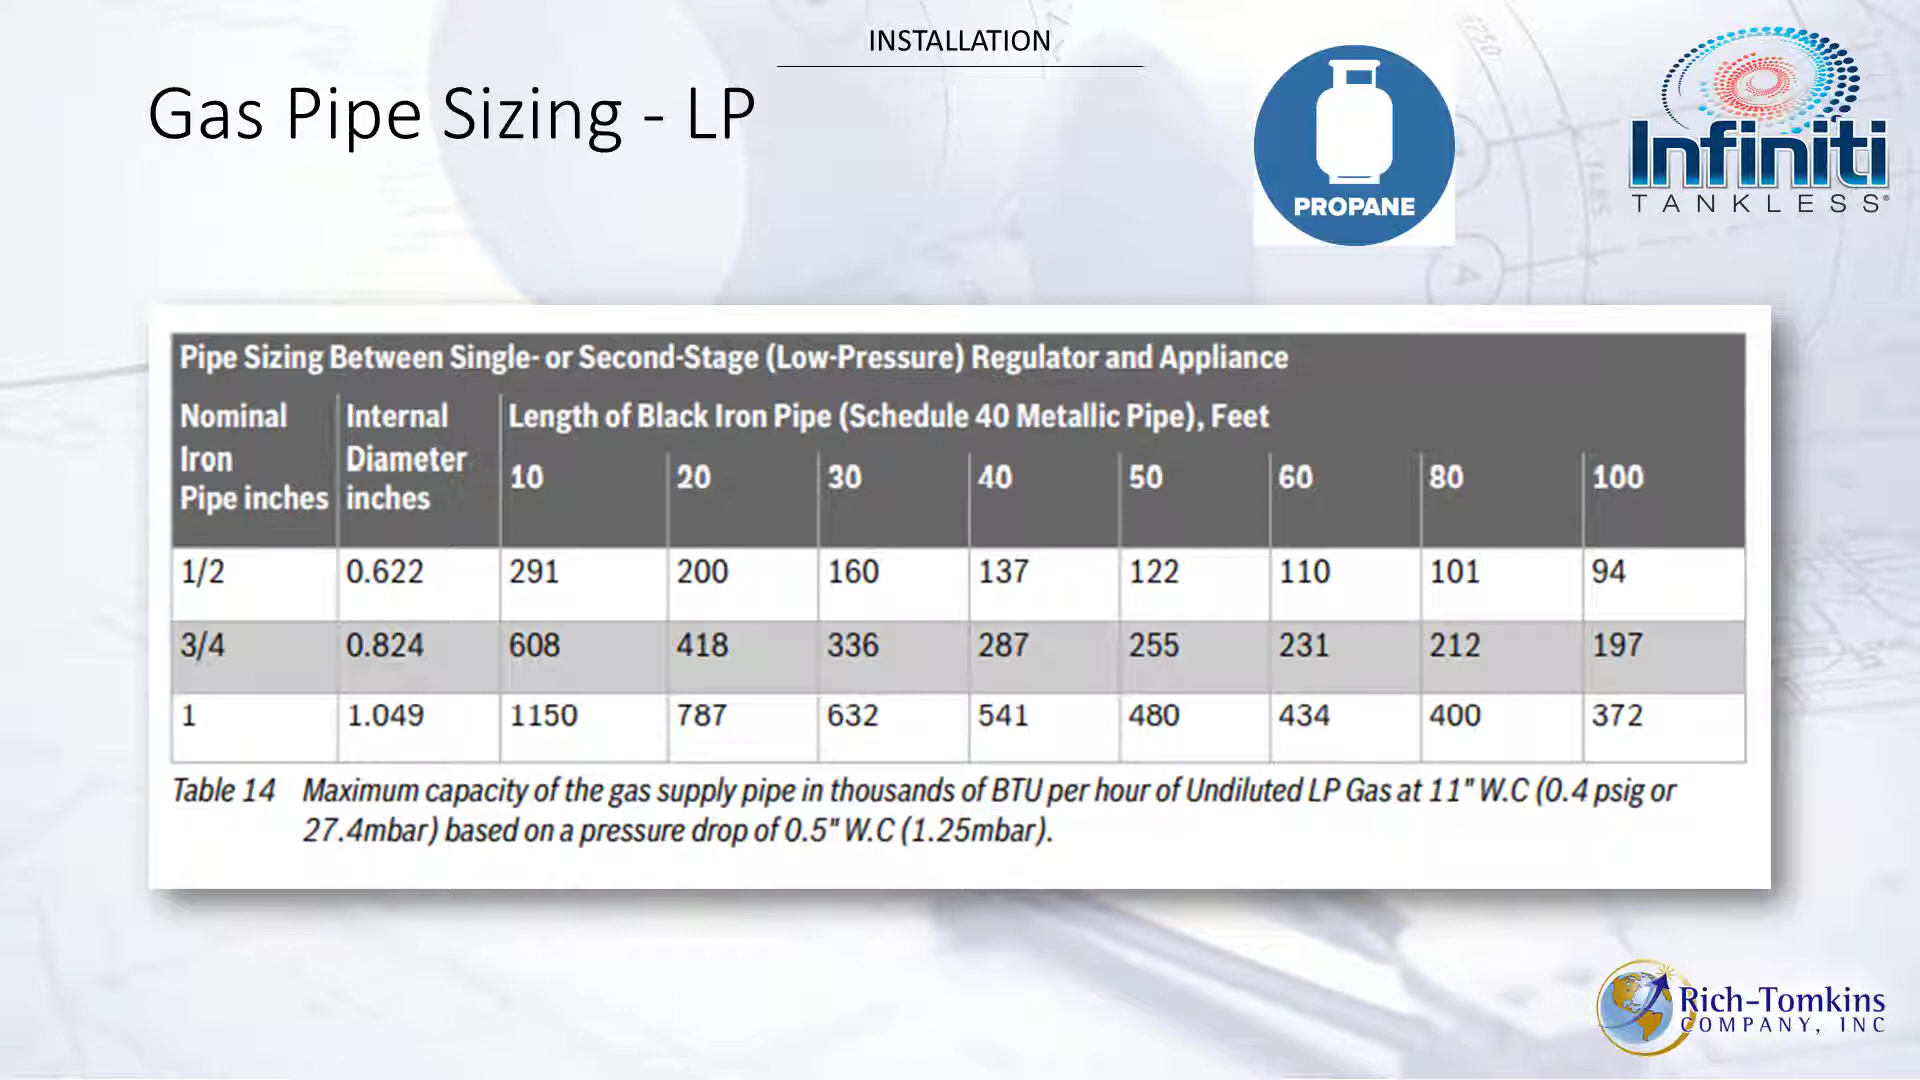 INSTALLATION
Gas Pipe Sizing - LP
PROPANE
Infiniti
TANKLESS®
Pipe Sizing Between Single- or Second-Stage (Low-Pressure) Regulator and Appliance
Nominal Iron Pipe inches
Internal Diameter inches
Length of Black Iron Pipe (Schedule 40 Metallic Pipe), Feet
10 20 30 40 50 60 80 100
1/2 0.622 291 200 160 137 122 110 101 94
3/4 0.824 608 418 336 287 255 231 212 197
1 1.049 1150 787 632 541 480 434 400 372
Table 14 Maximum capacity of the gas supply pipe in thousands of BTU per hour of Undiluted LP Gas at 11" W.C (0.4 psig or
27.4mbar) based on a pressure drop of 0.5" W.C (1.25mbar).
Rich-Tomkins
COMPANY, INC